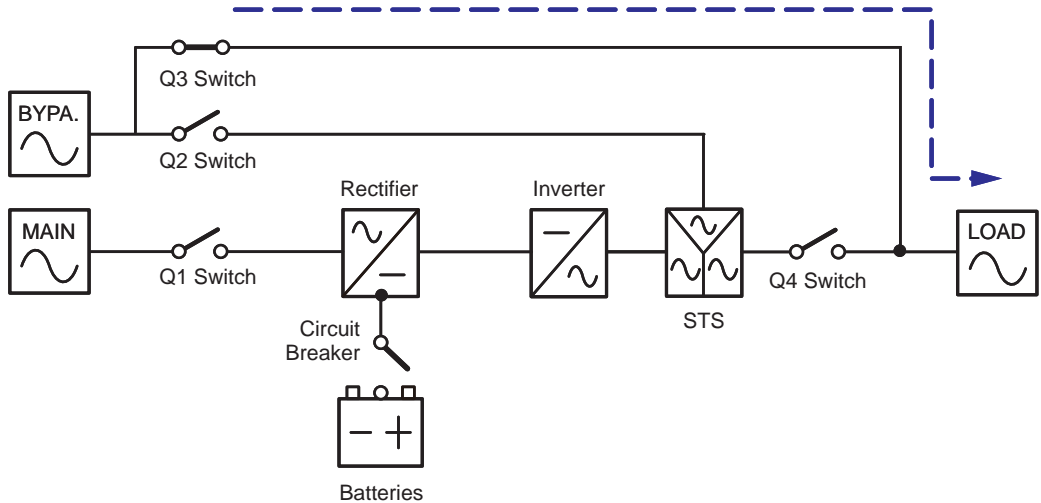 Q3 Switch
BYPA.
Q2 Switch
Rectifier
Inverter
MAIN
LOAD
Q1 Switch
Q4 Switch
STS
Circuit
Breaker
Batteries